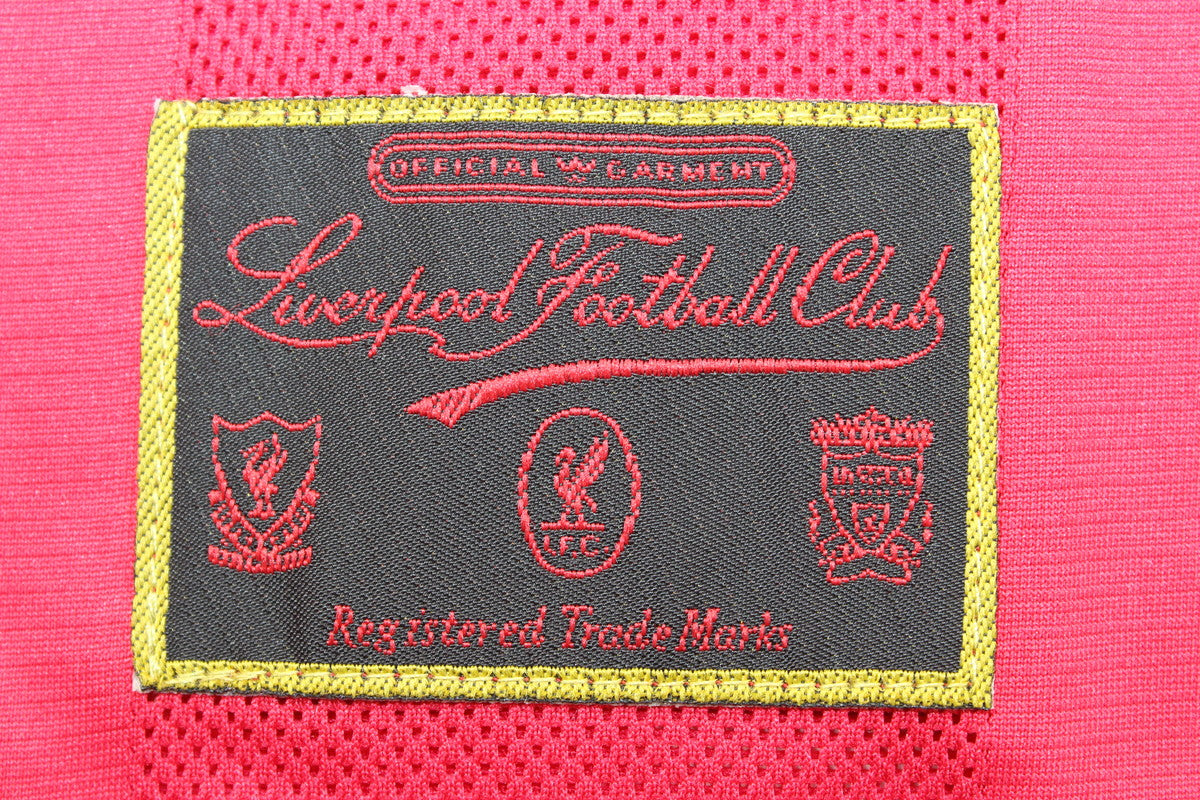 OFFICIAL GARMENT
Liverpool Football Club
L.F.C.
Registered Trade Marks